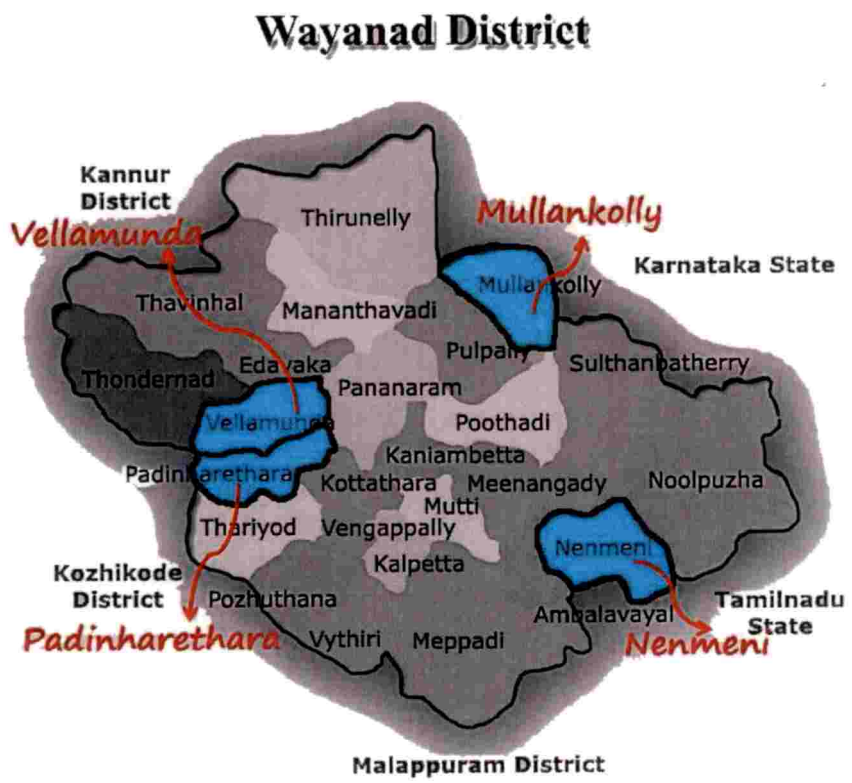 Wayanad District
Kannur
District
Vellamunda
Thirunelly
Mullankolly
Mullankolly
Karnataka State
Thavinhal
Mananthavadi
Pulpally
Sulthanbatherry
Edavaka
Thondernad
Pananaram
Vellamunda
Poothadi
Kaniambetta
Padinharethara
Kottathara
Meenangady
Noolpuzha
Mutti
Thariyod
Vengappally
Nenmeni
Kalpetta
Kozhikode
District
Pozhuthana
Ambalavayal
Tamilnadu
State
Padinharethara
Vythiri
Meppadi
Nenmeni
Malappuram District